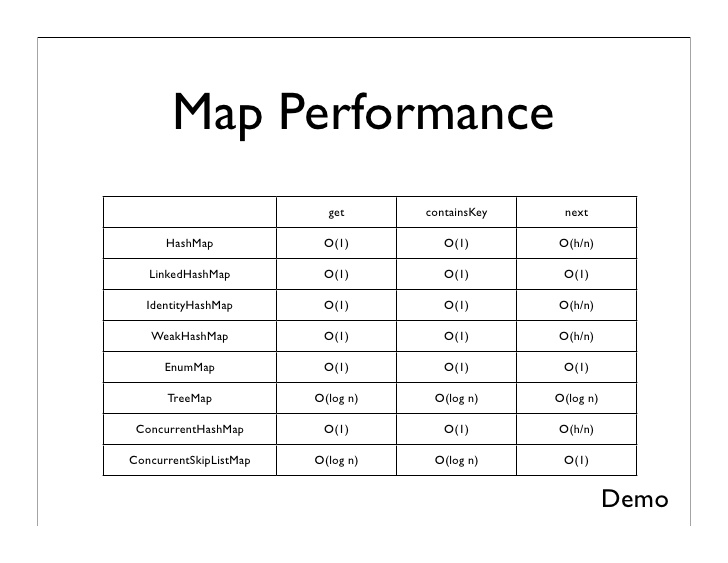 Map Performance
get containsKey next
HashMap O(1) O(1) O(h/n)
LinkedHashMap O(1) O(1) O(1)
IdentityHashMap O(1) O(1) O(h/n)
WeakHashMap O(1) O(1) O(h/n)
EnumMap O(1) O(1) O(1)
TreeMap O(log n) O(log n) O(log n)
ConcurrentHashMap O(1) O(1) O(h/n)
ConcurrentSkipListMap O(log n) O(log n) O(1)
Demo